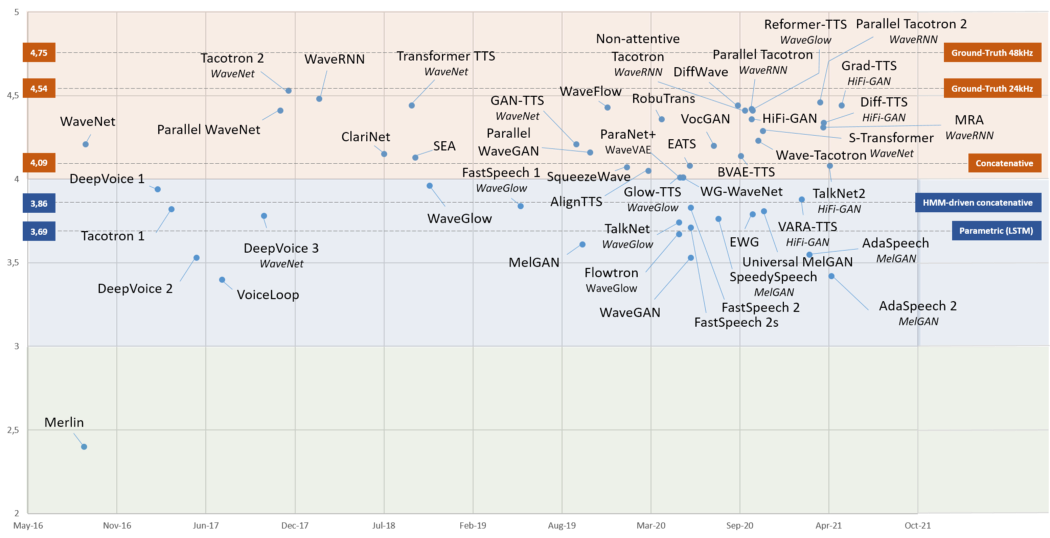 5
4,75
Ground-Truth 48kHz
4,54
Ground-Truth 24kHz
4,5
4,09
Concatenative
4
3,86
HMM-driven concatenative
3,69
Parametric (LSTM)
3,5
3
2,5
2
WaveNet
Tacotron 2
WaveNet
WaveRNN
Parallel WaveNet
Transformer TTS
WaveNet
ClariNet
SEA
GAN-TTS
WaveNet
Parallel
WaveGAN
FastSpeech 1
WaveGlow
WaveGlow
DeepVoice 1
Tacotron 1
DeepVoice 2
DeepVoice 3
WaveNet
VoiceLoop
Merlin
Non-attentive
Tacotron
WaveRNN
WaveFlow
RobuTrans
DiffWave
Parallel Tacotron
WaveRNN
Reformer-TTS
WaveGlow
Parallel Tacotron 2
WaveRNN
Grad-TTS
HiFi-GAN
Diff-TTS
HiFi-GAN
MRA
WaveRNN
HiFi-GAN
S-Transformer
WaveNet
Wave-Tacotron
VocGAN
EATS
BVAE-TTS
ParaNet+
WaveVAE
SqueezeWave
AlignTTS
Glow-TTS
WaveGlow
WG-WaveNet
TalkNet2
HiFi-GAN
VARA-TTS
HiFi-GAN
EWG
Universal MelGAN
TalkNet
WaveGlow
MelGAN
Flowtron
WaveGlow
WaveGAN
SpeedySpeech
MelGAN
FastSpeech 2
FastSpeech 2s
AdaSpeech
MelGAN
AdaSpeech 2
MelGAN
May-16
Nov-16
Jun-17
Dec-17
Jul-18
Feb-19
Aug-19
Mar-20
Sep-20
Apr-21
Oct-21